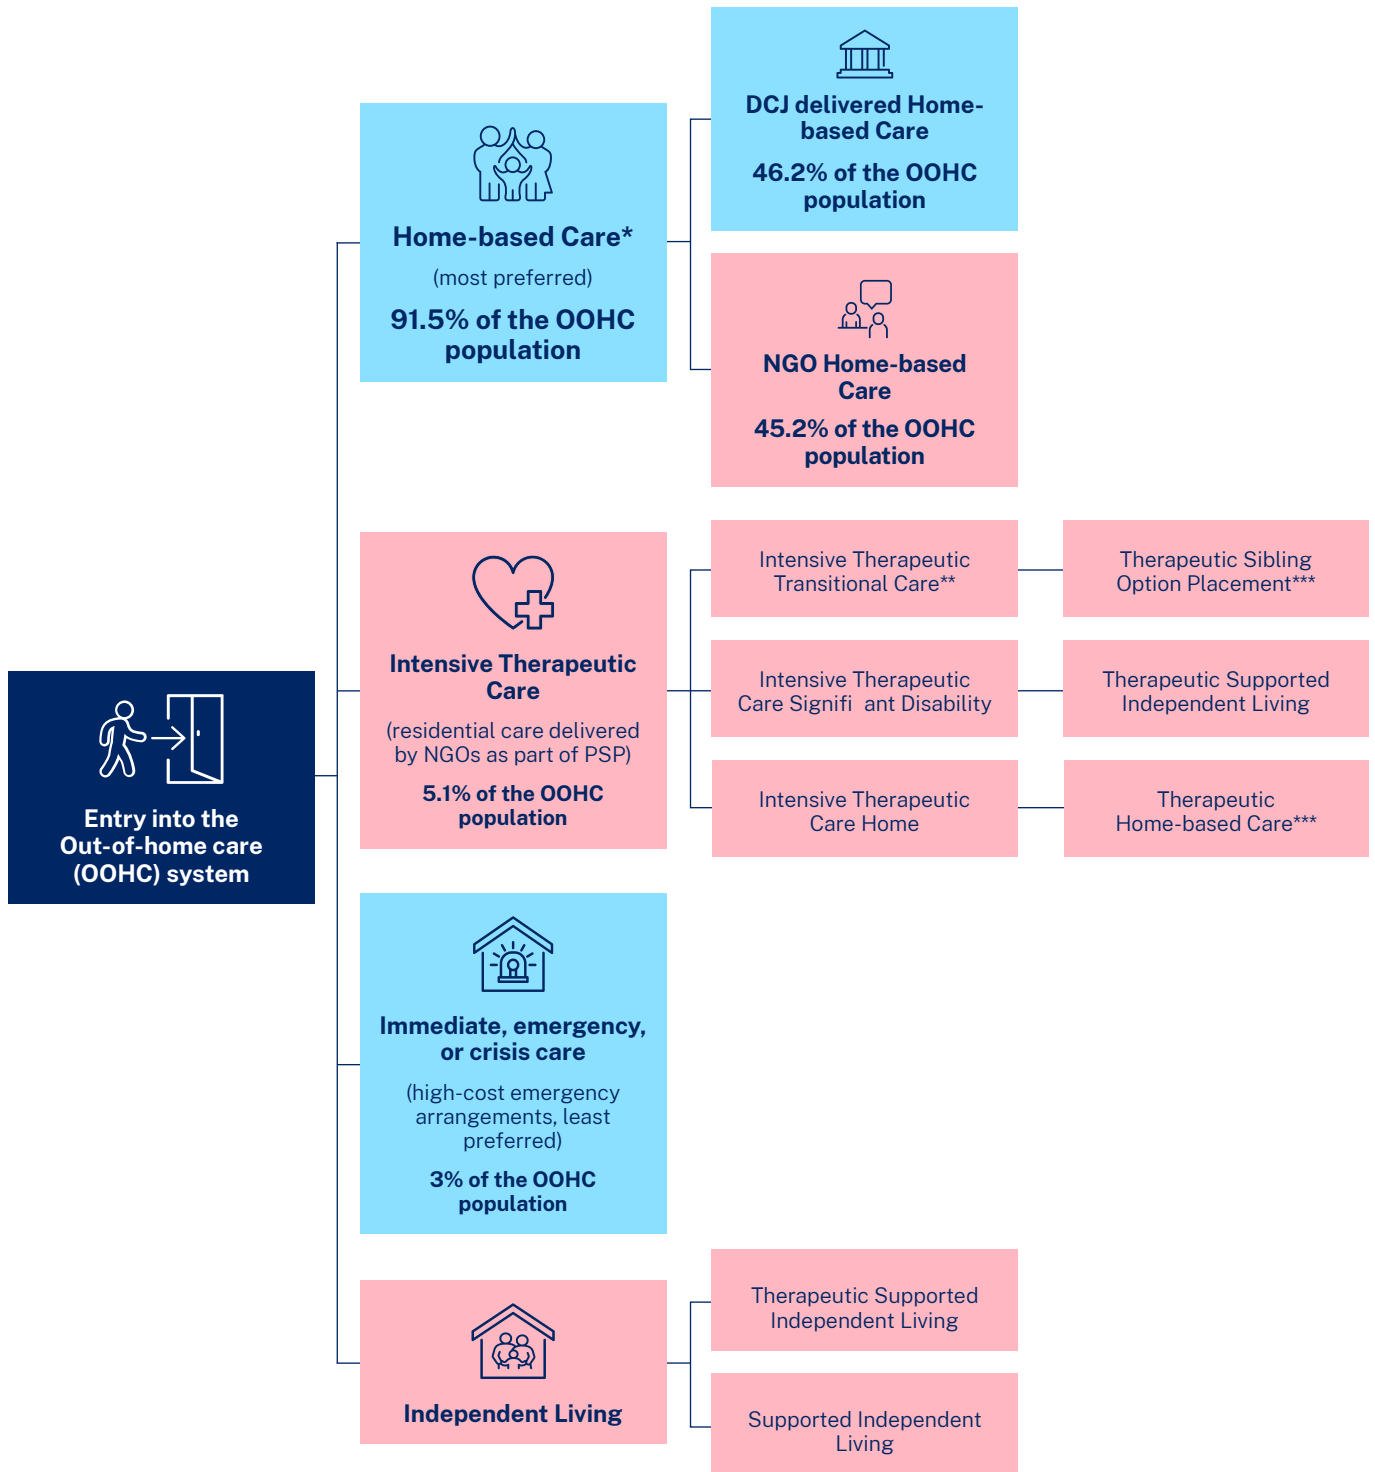 Entry into the
Out-of-home care
(OOHC) system
Home-based Care*
(most preferred)
91.5% of the OOHC
population
DCJ delivered Home-
based Care
46.2% of the OOHC
population
NGO Home-based
Care
45.2% of the OOHC
population
Intensive Therapeutic
Care
(residential care delivered
by NGOs as part of PSP)
5.1% of the OOHC
population
Intensive Therapeutic
Transitional Care**
Therapeutic Sibling
Option Placement***
Intensive Therapeutic
Care Signifi ant Disability
Therapeutic Supported
Independent Living
Intensive Therapeutic
Care Home
Therapeutic
Home-based Care***
Immediate, emergency,
or crisis care
(high-cost emergency
arrangements, least
preferred)
3% of the OOHC
population
Independent Living
Therapeutic Supported
Independent Living
Supported Independent
Living